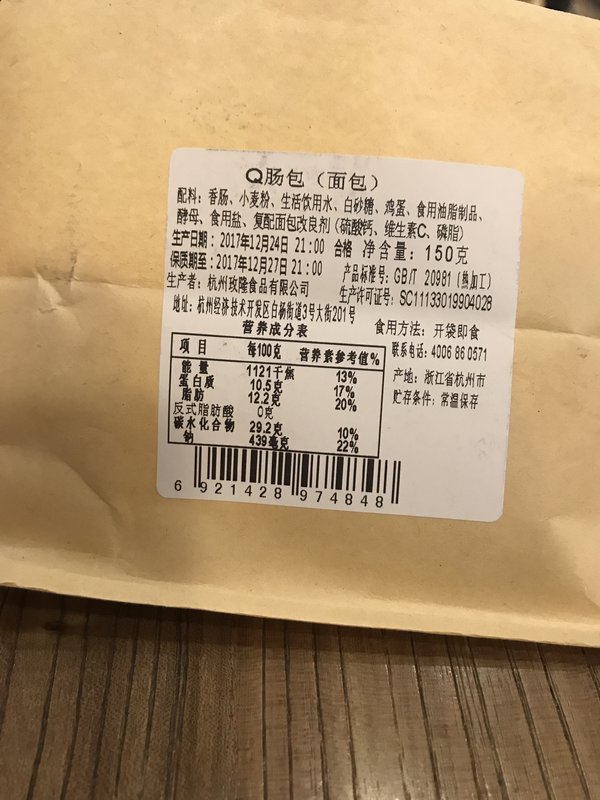 Q肠包（面包）
配料：香肠、小麦粉、生活饮用水、白砂糖、鸡蛋、食用油脂制品、
酵母、食用盐、复配面包改良剂（硫酸钙、维生素C、磷脂）
生产日期：2017年12月24日 21:00 合格 净含量：150克
保质期至：2017年12月27日 21:00 产品标准号：GB/T 20981（热加工）
生产者：杭州玫隆食品有限公司 生产许可证号：SC11133019904028
地址：杭州经济技术开发区白杨街道3号大街201号
营养成分表 食用方法：开袋即食
项目 每100克 营养素参考值% 联系电话：4006 86 0571
能量 1121千焦 13% 产地：浙江省杭州市
蛋白质 10.5克 17% 贮存条件：常温保存
脂肪 12.2克 20%
反式脂肪酸 0克
碳水化合物 29.2克 10%
钠 439毫克 22%
6 921428 974848